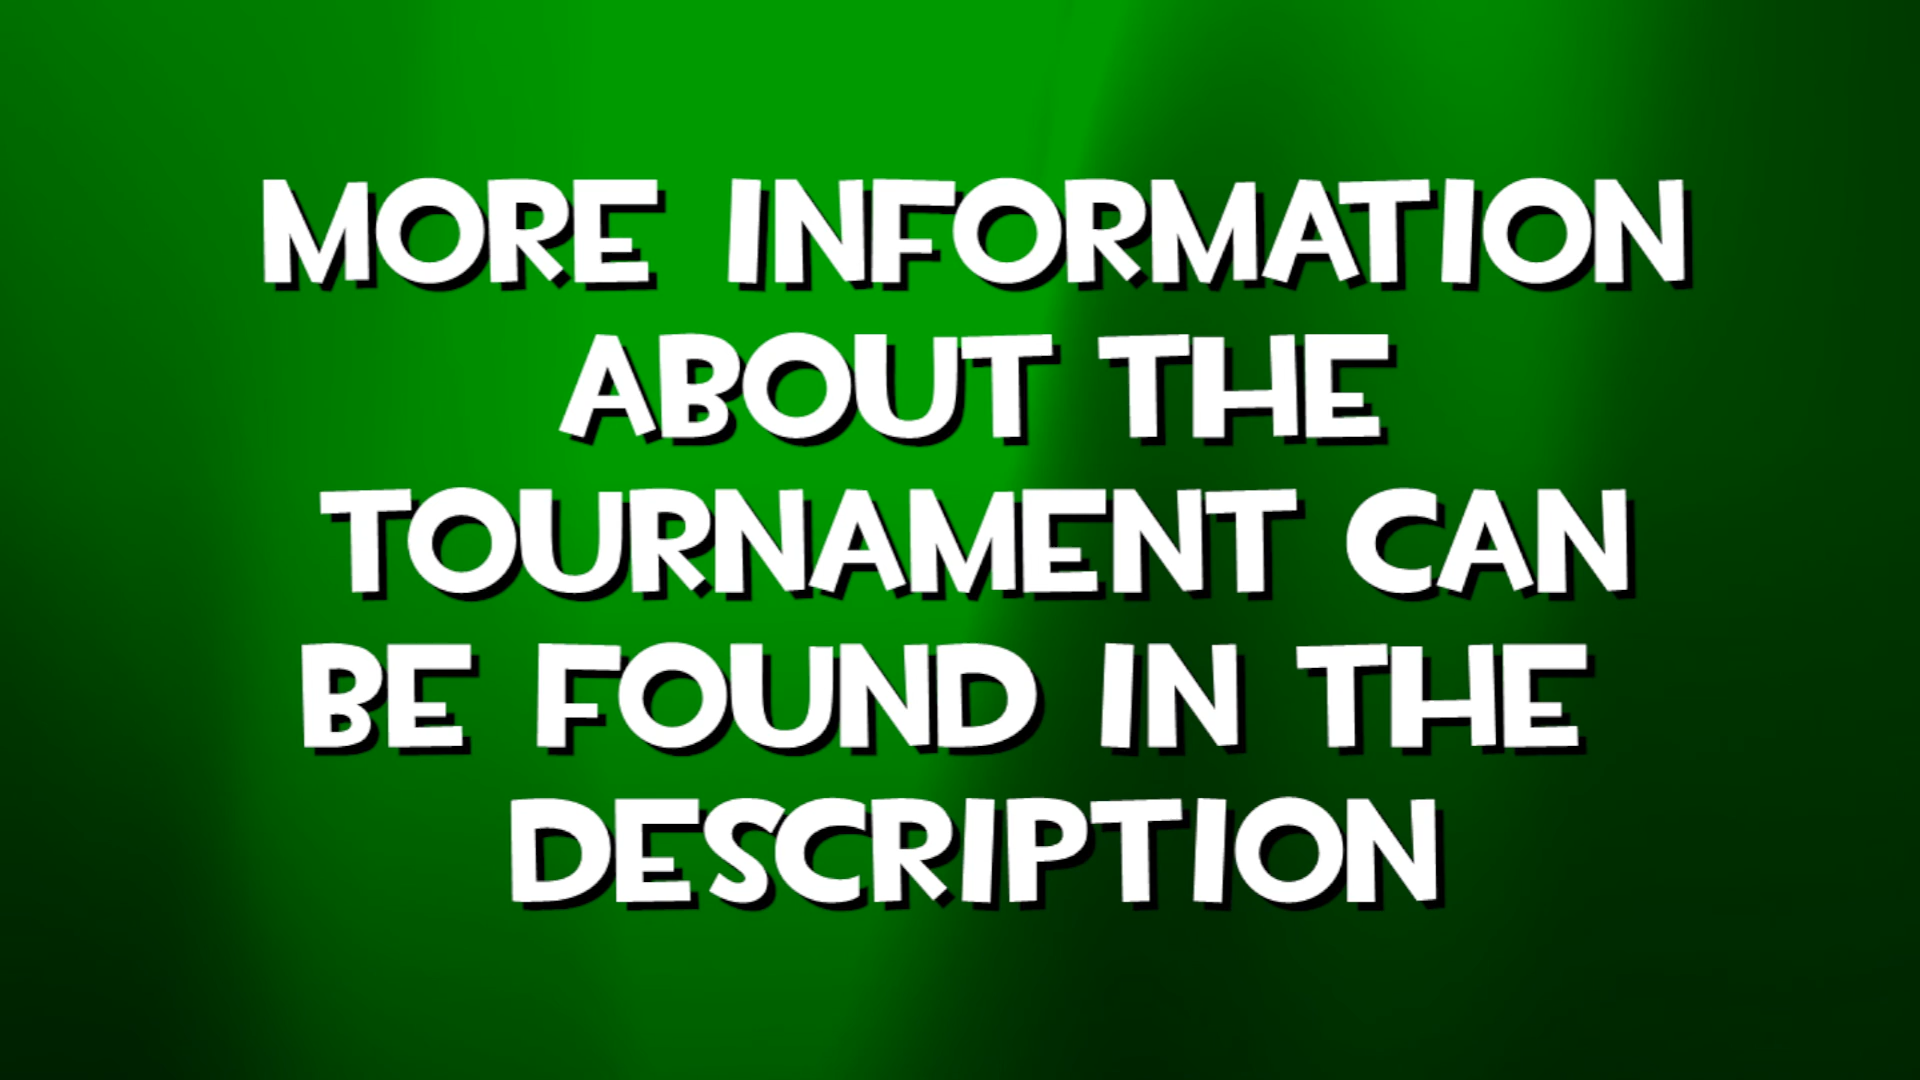 MORE INFORMATION
ABOUT THE
TOURNAMENT CAN
BE FOUND IN THE
DESCRIPTION